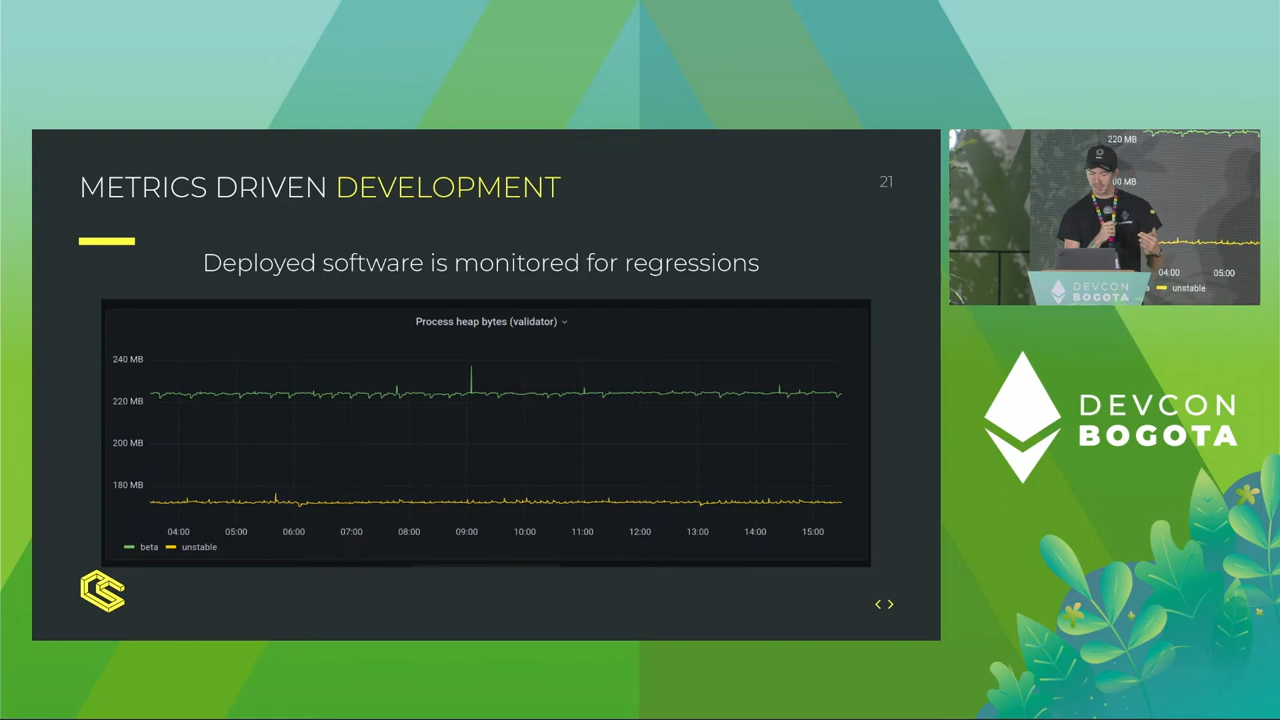 METRICS DRIVEN DEVELOPMENT
21
Deployed software is monitored for regressions
Process heap bytes (validator)
240 MB
220 MB
200 MB
180 MB
04:00 05:00 06:00 07:00 08:00 09:00 10:00 11:00 12:00 13:00 14:00 15:00
beta unstable
220 MB
00 MB
04:00 05:00
unstable
DEVCON
BOGOTA
DEVCON
BOGOTA